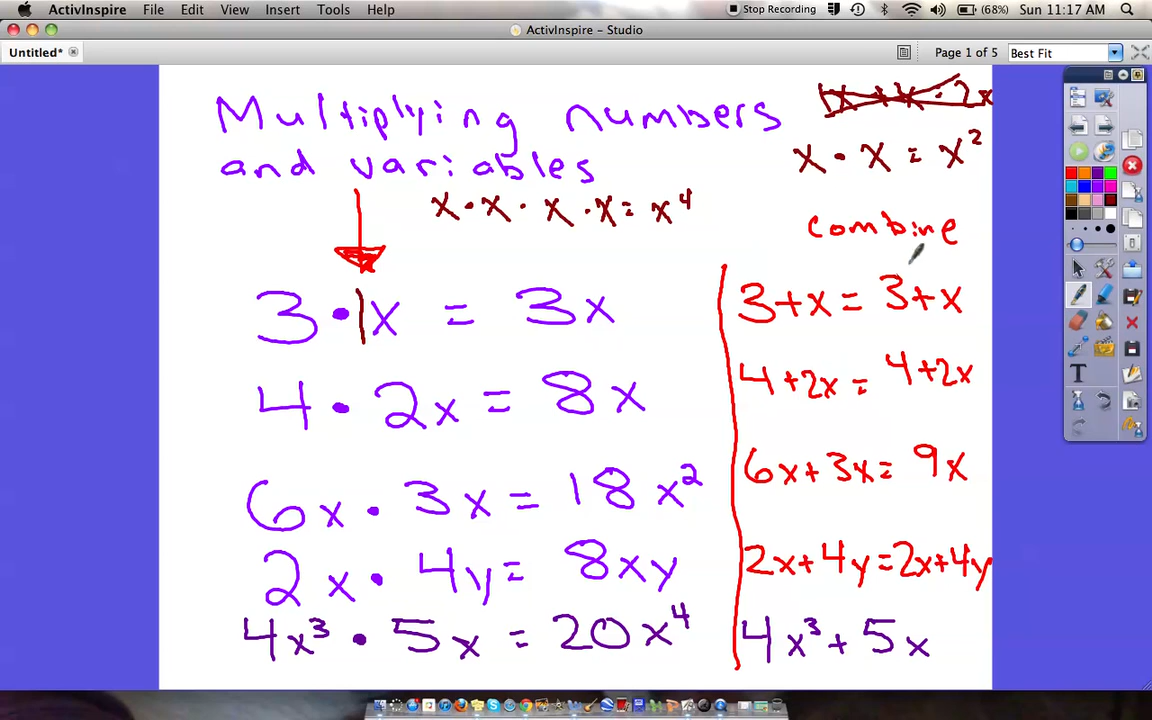 ActivInspire File Edit View Insert Tools Help Stop Recording (68%) Sun 11:17 AM
ActivInspire - Studio
Untitled* Page 1 of 5 Best Fit
Multiplying numbers
and variables
x · x = x²
x · x · x · x = x⁴
combine
3 · 1x = 3x
3+x = 3+x
4 · 2x = 8x
4+2x = 4+2x
6x · 3x = 18x²
6x+3x= 9x
2x · 4y = 8xy
2x+4y=2x+4y
4x³ · 5x = 20x⁴
4x³ + 5x
T